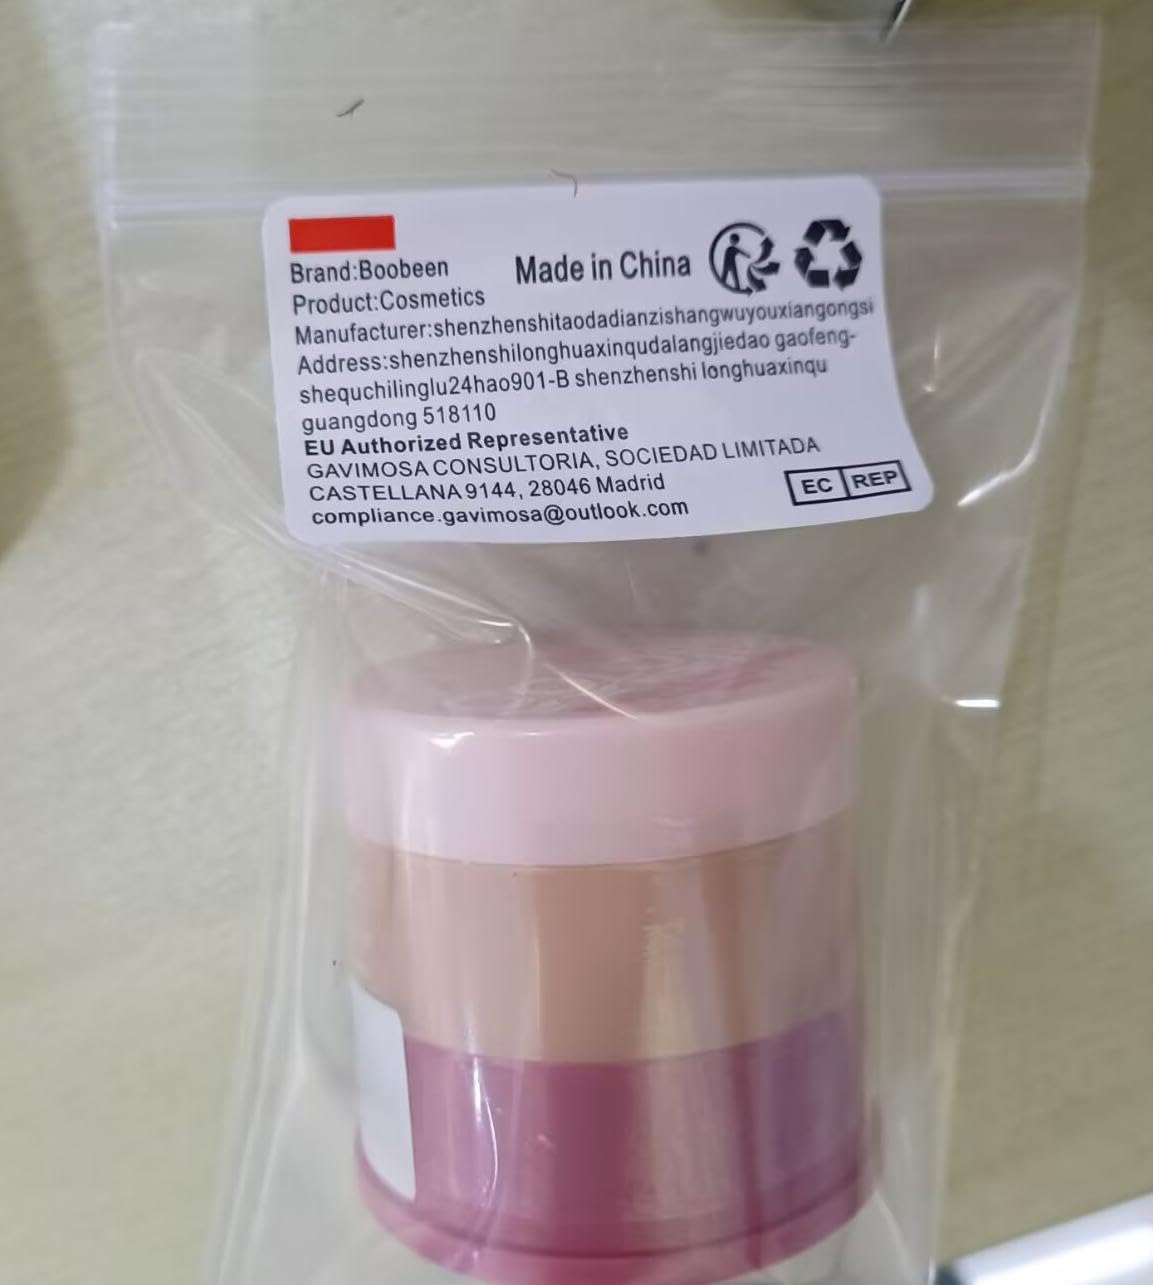 Brand:Boobeen
Made in China
Product:Cosmetics
Manufacturer:shenzhenshitaodadianzishangwuyouxiangongsi
Address:shenzhenshilonghuaxinqudalangjiedao gaofeng-
shequchilinglu24hao901-B shenzhenshi longhuaxinqu
guangdong 518110
EU Authorized Representative
GAVIMOSA CONSULTORIA, SOCIEDAD LIMITADA
CASTELLANA 9144, 28046 Madrid
compliance.gavimosa@outlook.com
EC REP